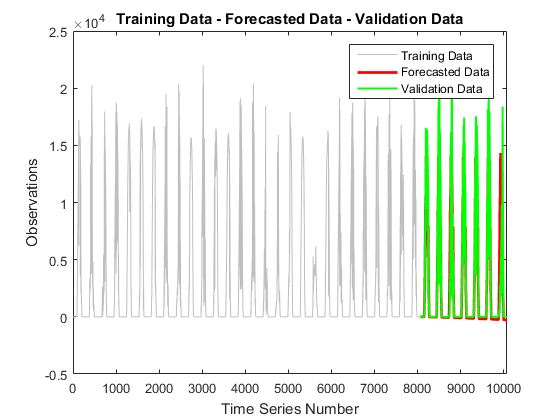 Training Data - Forecasted Data - Validation Data
×10⁴
2.5
2
1.5
1
0.5
0
-0.5
Observations
Training Data
Forecasted Data
Validation Data
0 1000 2000 3000 4000 5000 6000 7000 8000 9000 10000
Time Series Number